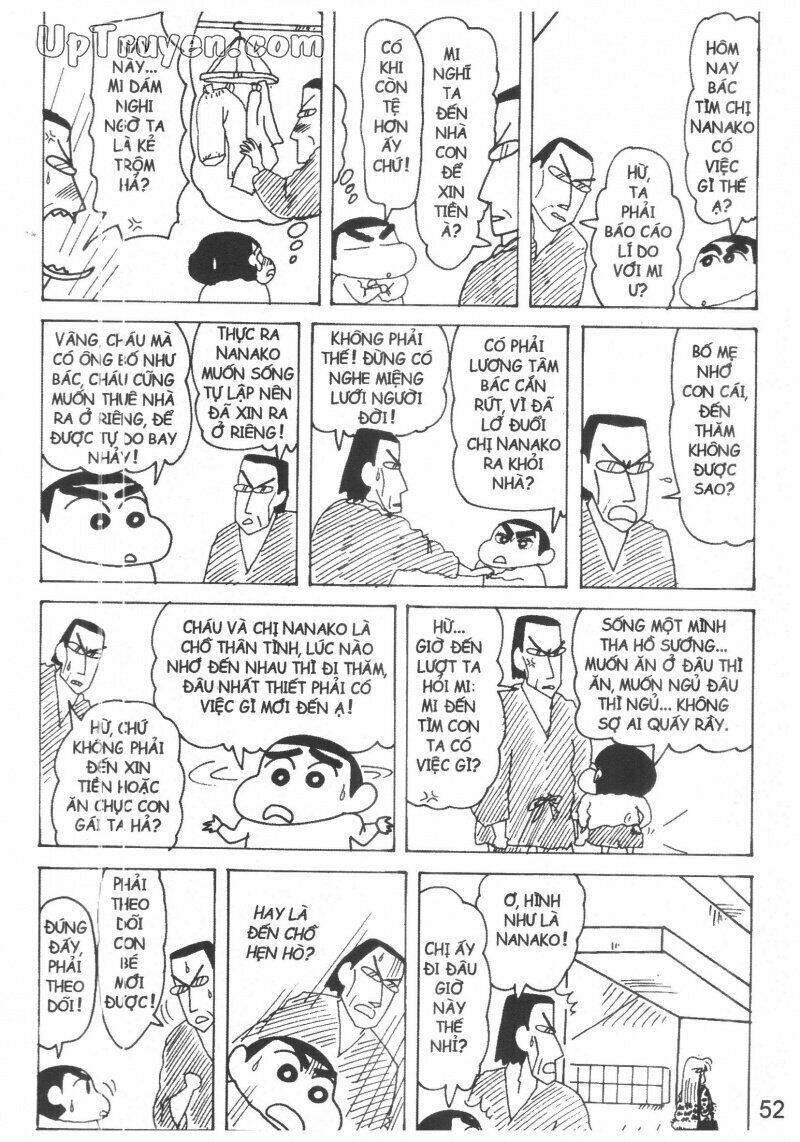 UpTruyen.com
HÔM
NAY BÁC
TÌM CHỊ
NANAKO
CÓ
VIỆC
GÌ THẾ
Ạ?
HỪ,
TA
PHẢI
BÁO CÁO
LÍ DO
VỚI MI
Ư?
MI
NGHĨ TA
ĐẾN
NHÀ
CON ĐỂ
XIN
TIỀN
À?
CÓ
KHI
CÒN
TỆ
HƠN
ẤY
CHỨ!
NÀY...
MI DÁM
NGHI
NGỜ TA
LÀ KẺ
TRỘM
HẢ?
BỐ MẸ
NHỚ
CON CÁI,
ĐẾN
THĂM
KHÔNG
ĐƯỢC
SAO?
CÓ PHẢI
LƯƠNG TÂM
BÁC CẮN
RỨT, VÌ ĐÃ
LỠ ĐUỔI
CHỊ NANAKO
RA KHỎI
NHÀ?
KHÔNG PHẢI
THẾ! ĐỪNG CÓ
NGHE MIỆNG
LƯỠI NGƯỜI
ĐỜI!
THỰC RA
NANAKO
MUỐN SỐNG
TỰ LẬP NÊN
ĐÃ XIN RA
Ở RIÊNG!
VÂNG, CHÁU MÀ
CÓ ÔNG BỐ NHƯ
BÁC, CHÁU CŨNG
MUỐN THUÊ NHÀ
RA Ở RIÊNG, ĐỂ
ĐƯỢC TỰ DO BAY
NHẢY!
SỐNG MỘT MÌNH
THA HỒ SƯỚNG...
MUỐN ĂN Ở ĐÂU THÌ
ĂN, MUỐN NGỦ ĐÂU
THÌ NGỦ... KHÔNG
SỢ AI QUẤY RẦY.
HỪ...
GIỜ ĐẾN
LƯỢT TA
HỎI MI:
MI ĐẾN
TÌM CON
TA CÓ
VIỆC GÌ?
CHÁU VÀ CHỊ NANAKO LÀ
CHỖ THÂN TÌNH, LÚC NÀO
NHỚ ĐẾN NHAU THÌ ĐI THĂM,
ĐÂU NHẤT THIẾT PHẢI CÓ
VIỆC GÌ MỚI ĐẾN Ạ!
HỪ, CHỨ
KHÔNG PHẢI
ĐẾN XIN
TIỀN HOẶC
ĂN CHỰC CON
GÁI TA HẢ?
Ơ, HÌNH
NHƯ LÀ
NANAKO!
CHỊ ẤY
ĐI ĐÂU
GIỜ
NÀY
THẾ
NHỈ?
HAY LÀ
ĐẾN CHỖ
HẸN HÒ?
PHẢI
THEO
DÕI
CON
BÉ
MỚI
ĐƯỢC!
ĐÚNG
ĐẤY,
PHẢI
THEO
DÕI!
52